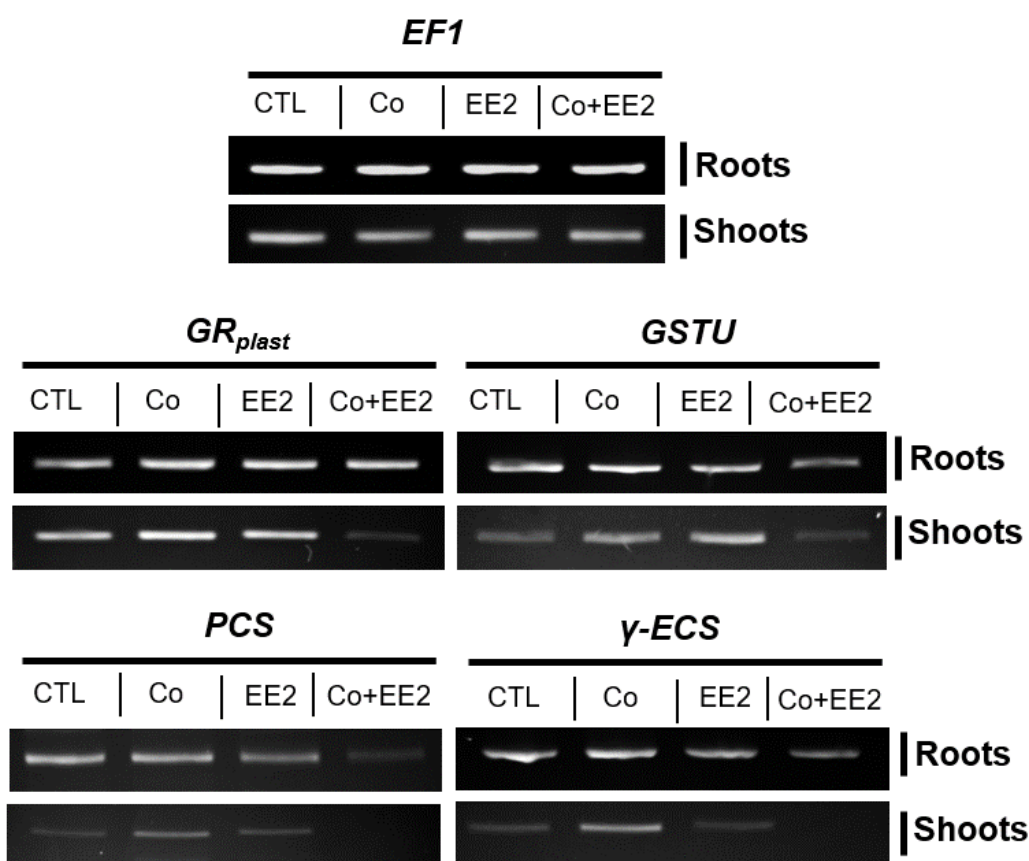 EF1
CTL Co EE2 Co+EE2
Roots
Shoots
GRplast GSTU
CTL Co EE2 Co+EE2 CTL Co EE2 Co+EE2
Roots
Shoots
PCS γ-ECS
CTL Co EE2 Co+EE2 CTL Co EE2 Co+EE2
Roots
Shoots